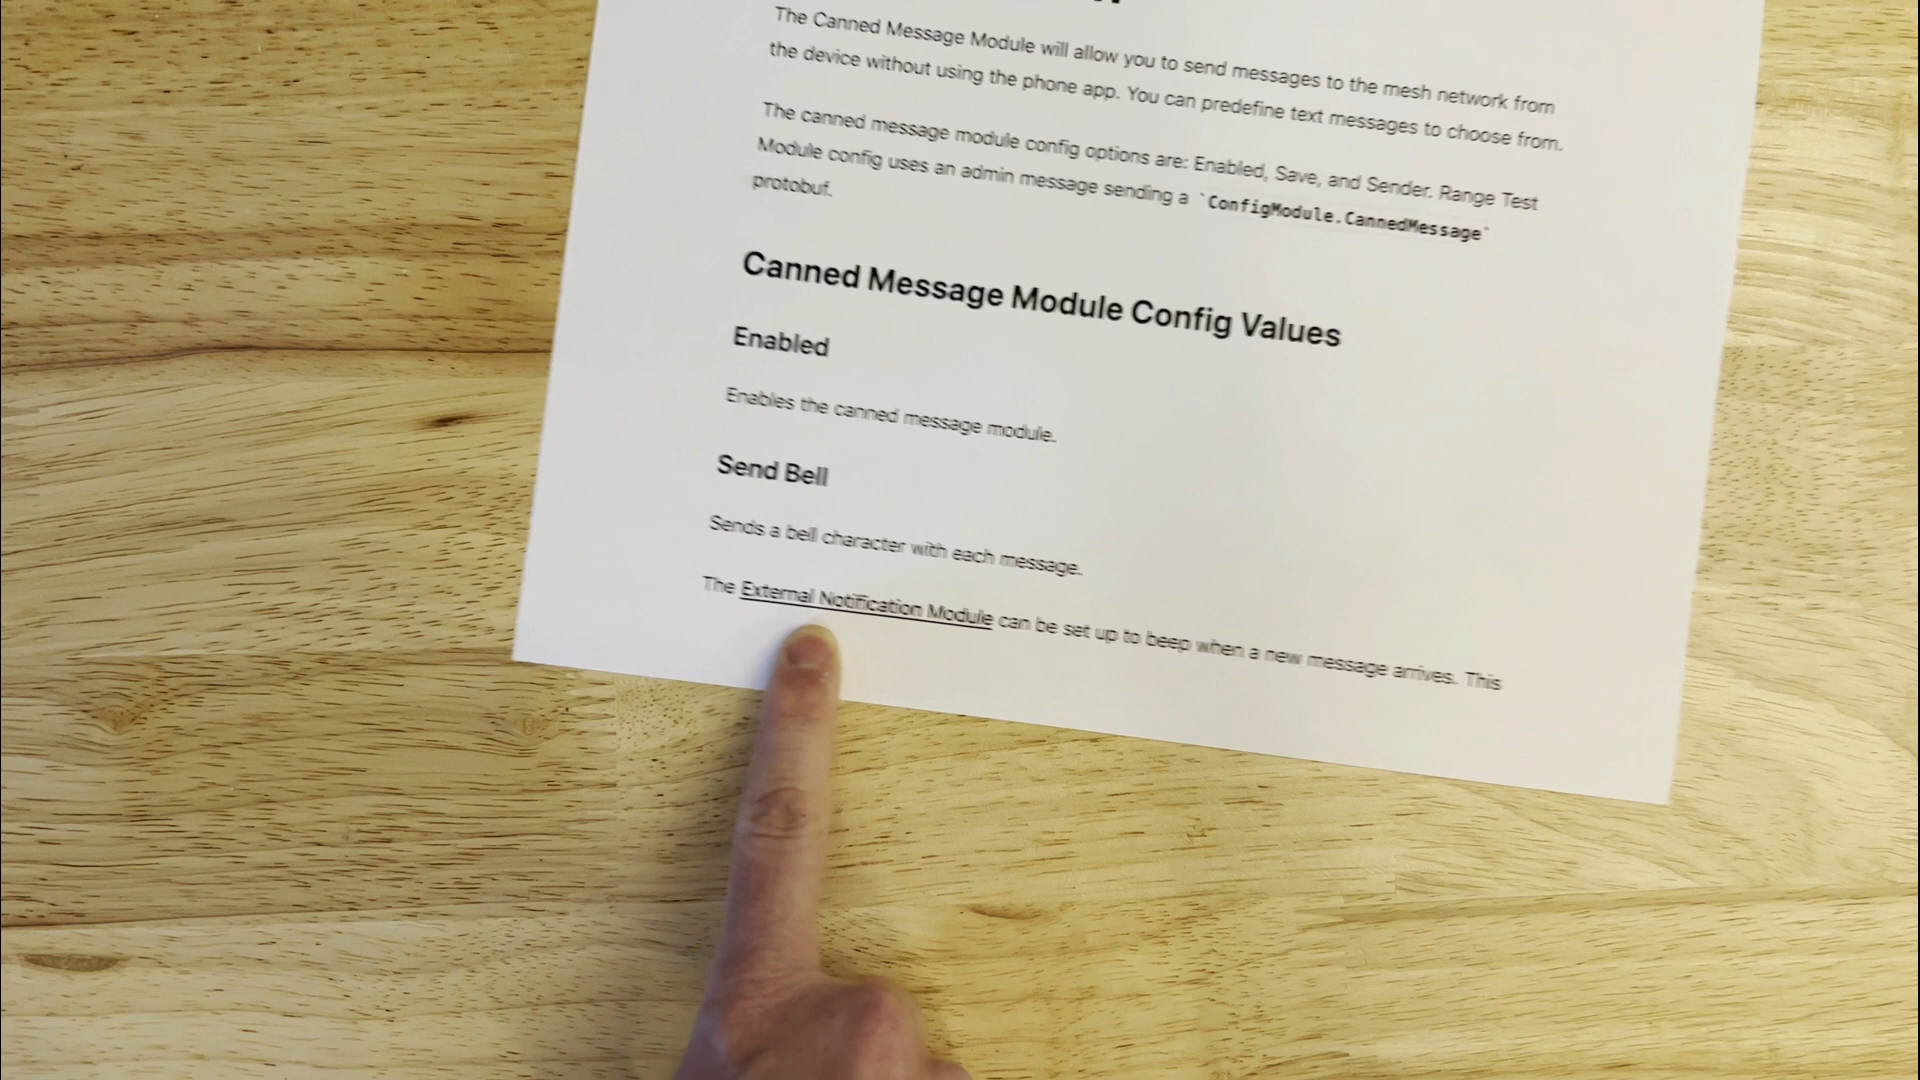 The Canned Message Module will allow you to send messages to the mesh network from
the device without using the phone app. You can predefine text messages to choose from.
The canned message module config options are: Enabled, Save, and Sender. Range Test
Module config uses an admin message sending a `ConfigModule.CannedMessage`
protobuf.
Canned Message Module Config Values
Enabled
Enables the canned message module.
Send Bell
Sends a bell character with each message.
The External Notification Module can be set up to beep when a new message arrives. This